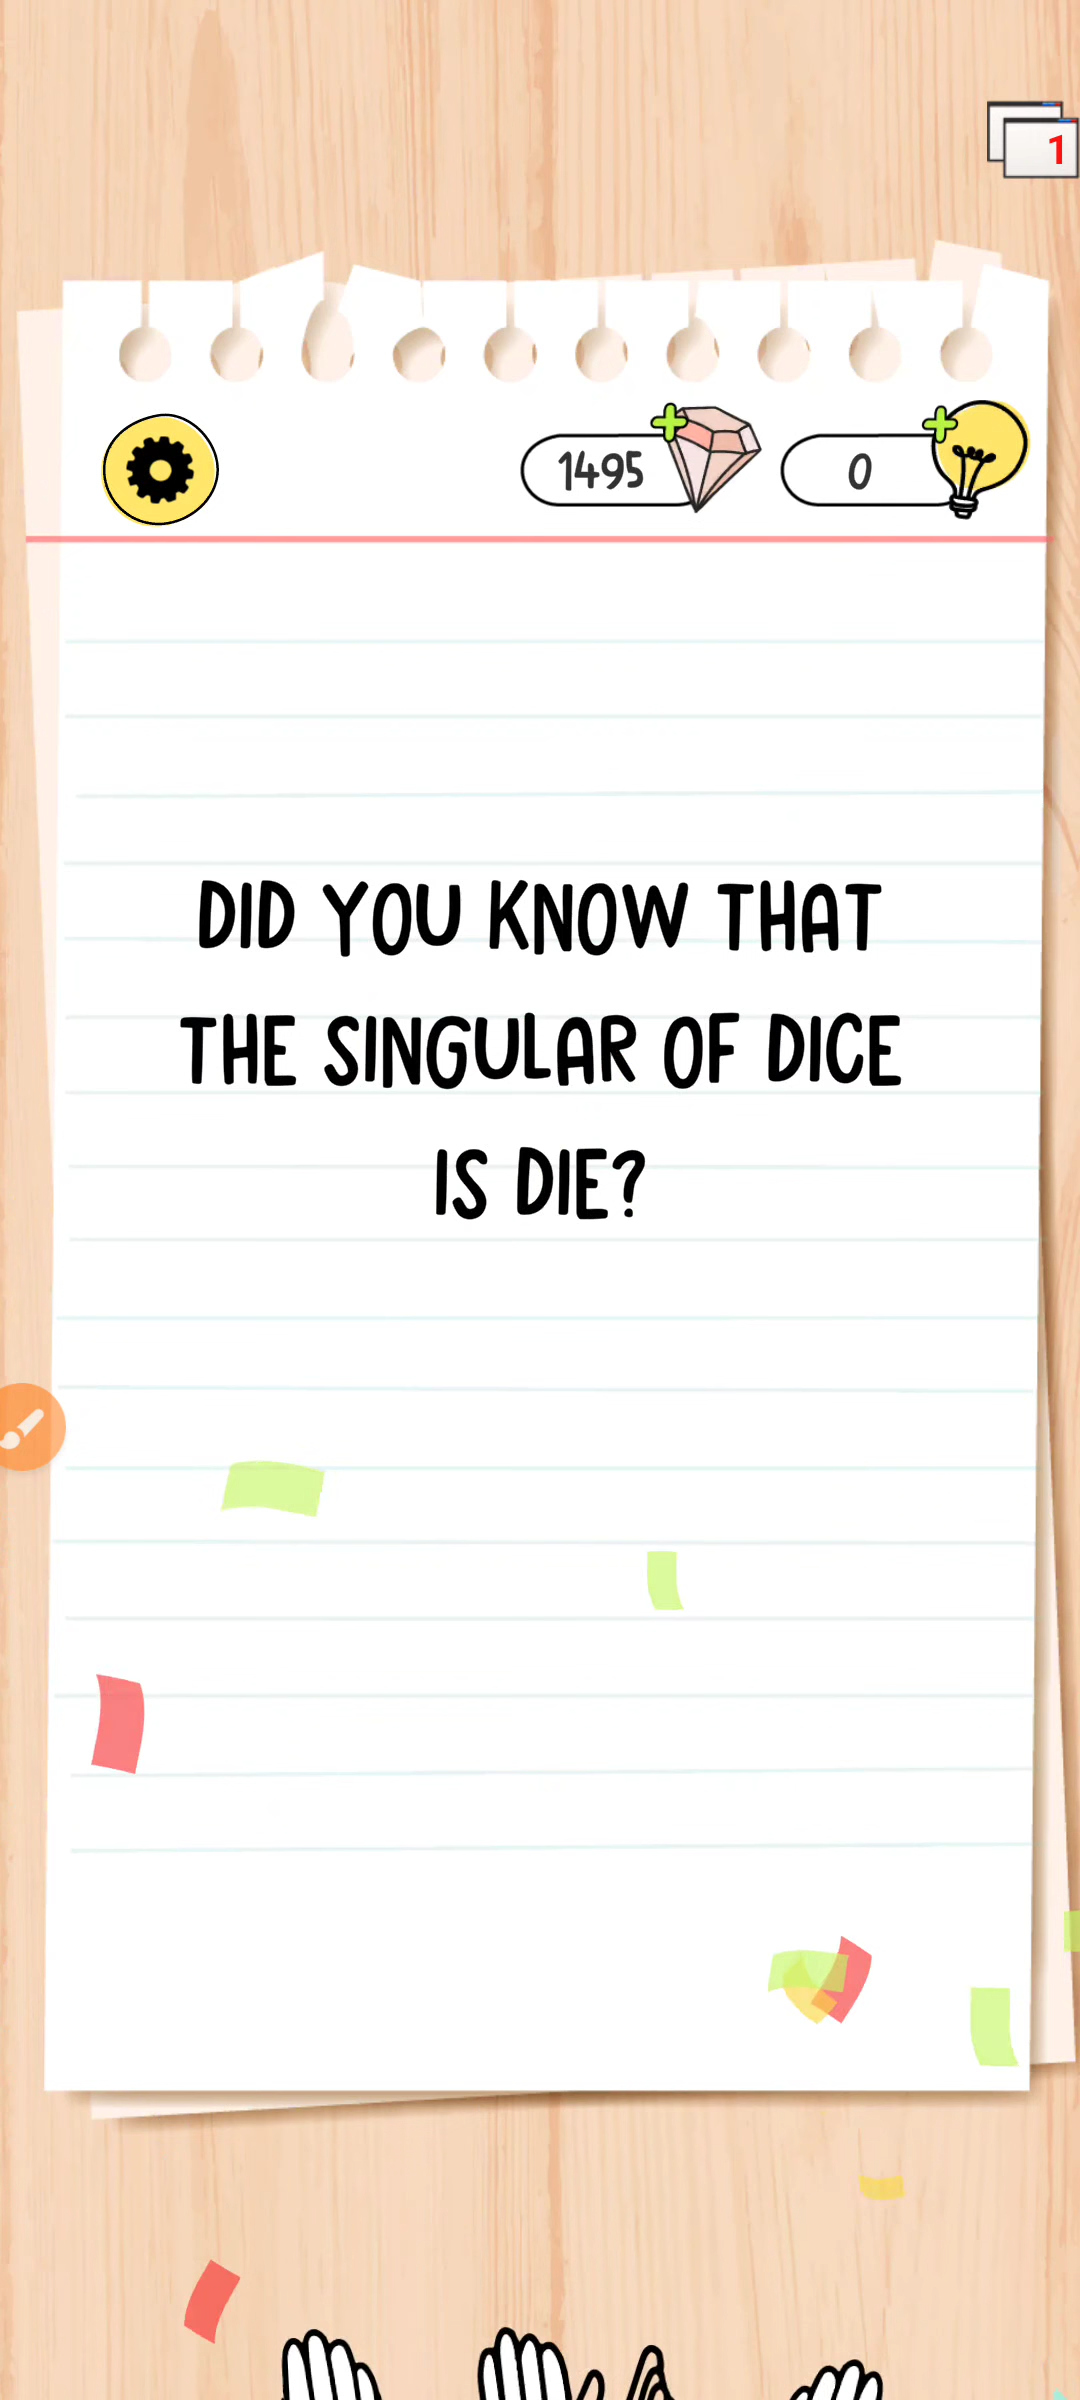 1
1495
0
DID YOU KNOW THAT
THE SINGULAR OF DICE
IS DIE?